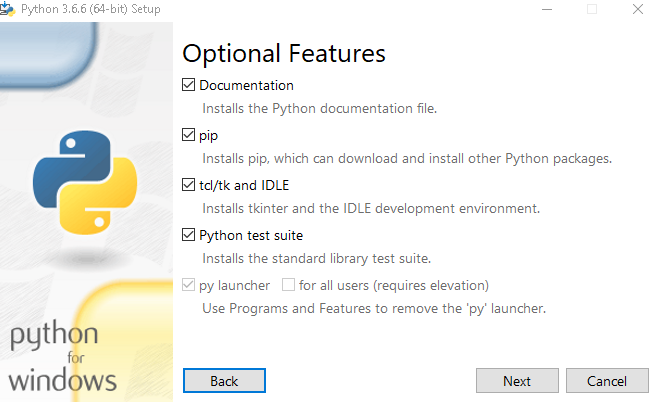 Python 3.6.6 (64-bit) Setup
Optional Features
Documentation
Installs the Python documentation file.
pip
Installs pip, which can download and install other Python packages.
tcl/tk and IDLE
Installs tkinter and the IDLE development environment.
Python test suite
Installs the standard library test suite.
py launcher for all users (requires elevation)
Use Programs and Features to remove the 'py' launcher.
python
for
windows
Back Next Cancel